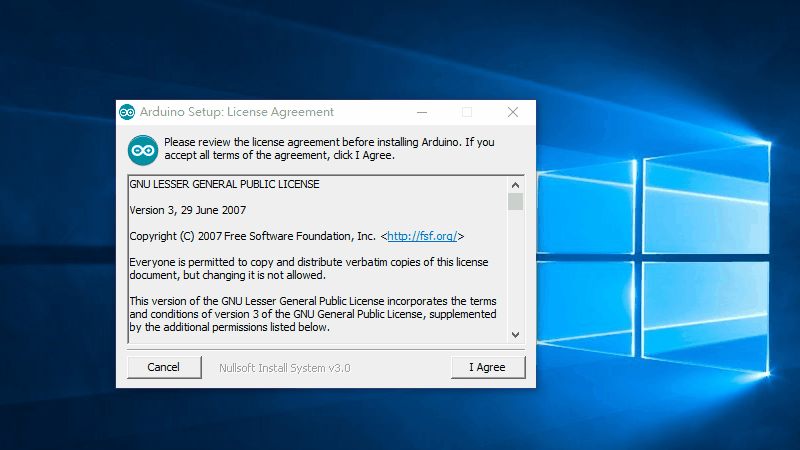 Arduino Setup: License Agreement
Please review the license agreement before installing Arduino. If you
accept all terms of the agreement, click I Agree.
GNU LESSER GENERAL PUBLIC LICENSE
Version 3, 29 June 2007
Copyright (C) 2007 Free Software Foundation, Inc. <http://fsf.org/>
Everyone is permitted to copy and distribute verbatim copies of this license
document, but changing it is not allowed.
This version of the GNU Lesser General Public License incorporates the terms
and conditions of version 3 of the GNU General Public License, supplemented
by the additional permissions listed below.
Cancel
Nullsoft Install System v3.0
I Agree